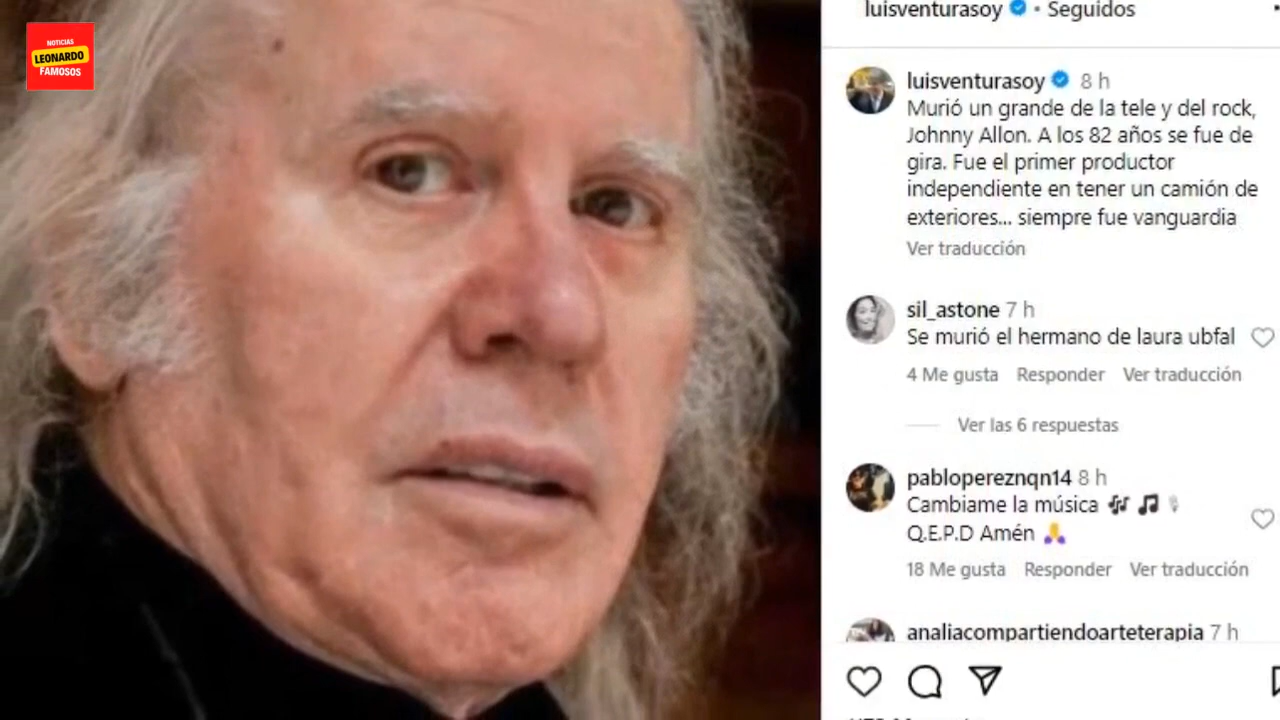 NOTICIAS
LEONARDO
FAMOSOS
luisventurasoy • Seguidos
luisventurasoy 8 h
Murió un grande de la tele y del rock,
Johnny Allon. A los 82 años se fue de
gira. Fue el primer productor
independiente en tener un camión de
exteriores... siempre fue vanguardia
Ver traducción
sil_astone 7 h
Se murió el hermano de laura ubfal
4 Me gusta Responder Ver traducción
Ver las 6 respuestas
pablopereznqn14 8 h
Cambiame la música 🎶 🎵 🎙
Q.E.P.D Amén 🙏
18 Me gusta Responder Ver traducción
analiacompartiendoarteterapia 7 h